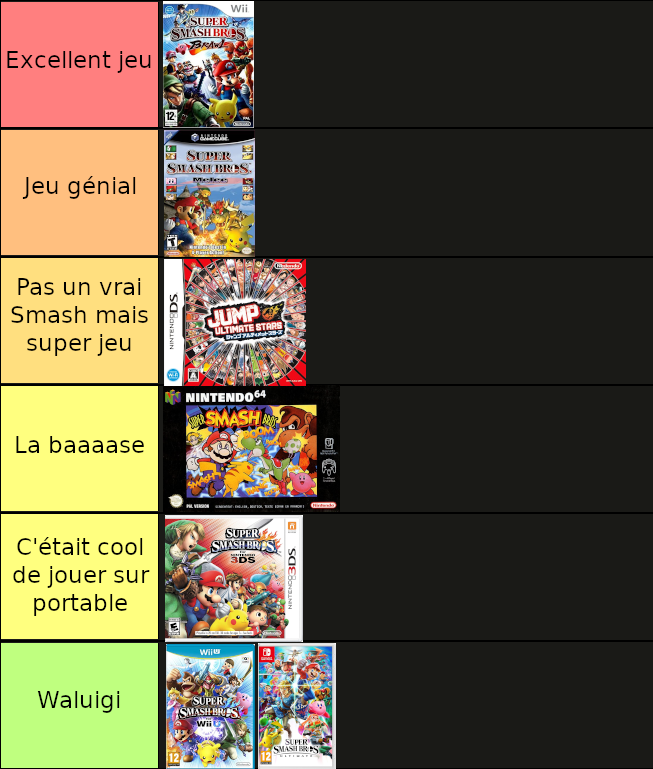 Excellent jeu
Wii
SUPER
SMASH BROS.
BRAWL
12+
PAL
Nintendo
Jeu génial
NINTENDO
GAMECUBE
SUPER
SMASH BROS.
Melee
Pas un vrai
Smash mais
super jeu
NINTENDO DS
Nintendo
JUMP
ULTIMATE STARS
ジャンプ アルティメットスターズ
A
La baaaase
NINTENDO 64
SUPER SMASH BROS
PAL VERSION
Nintendo
C'était cool
de jouer sur
portable
SUPER
SMASH BROS.
FOR
NINTENDO
3DS
NINTENDO 3DS
E
Waluigi
Wii U
SUPER
SMASH BROS.
for
Wii U
12
SUPER
SMASH BROS.
ULTIMATE
12